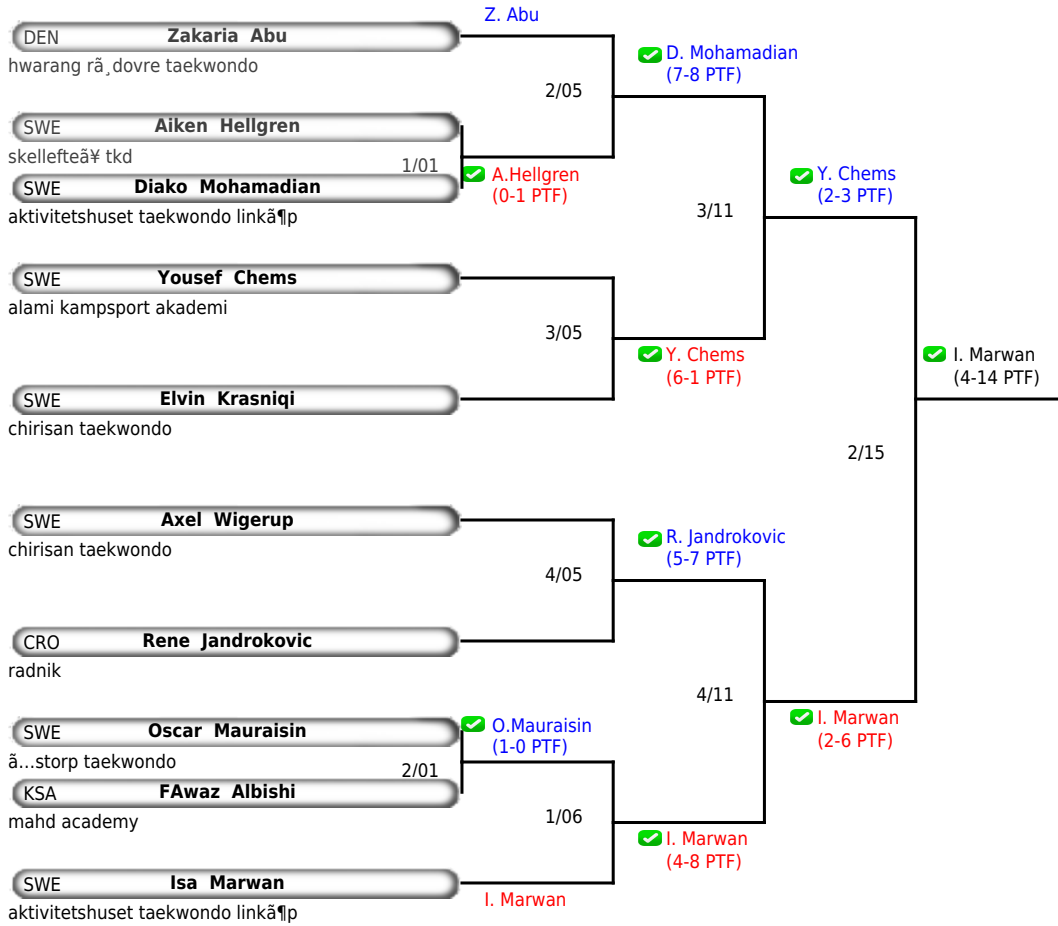 Z. Abu
DEN Zakaria Abu
hwarang rã¸dovre taekwondo
D. Mohamadian
(7-8 PTF)
2/05
SWE Aiken Hellgren
skellefteã¥ tkd
1/01
A.Hellgren
(0-1 PTF)
SWE Diako Mohamadian
aktivitetshuset taekwondo linkã¶p
Y. Chems
(2-3 PTF)
3/11
SWE Yousef Chems
alami kampsport akademi
3/05
Y. Chems
(6-1 PTF)
I. Marwan
(4-14 PTF)
SWE Elvin Krasniqi
chirisan taekwondo
2/15
SWE Axel Wigerup
chirisan taekwondo
R. Jandrokovic
(5-7 PTF)
4/05
CRO Rene Jandrokovic
radnik
4/11
I. Marwan
(2-6 PTF)
SWE Oscar Mauraisin
ã…storp taekwondo
O.Mauraisin
(1-0 PTF)
2/01
KSA FAwaz Albishi
mahd academy
1/06
I. Marwan
(4-8 PTF)
SWE Isa Marwan
aktivitetshuset taekwondo linkã¶p
I. Marwan